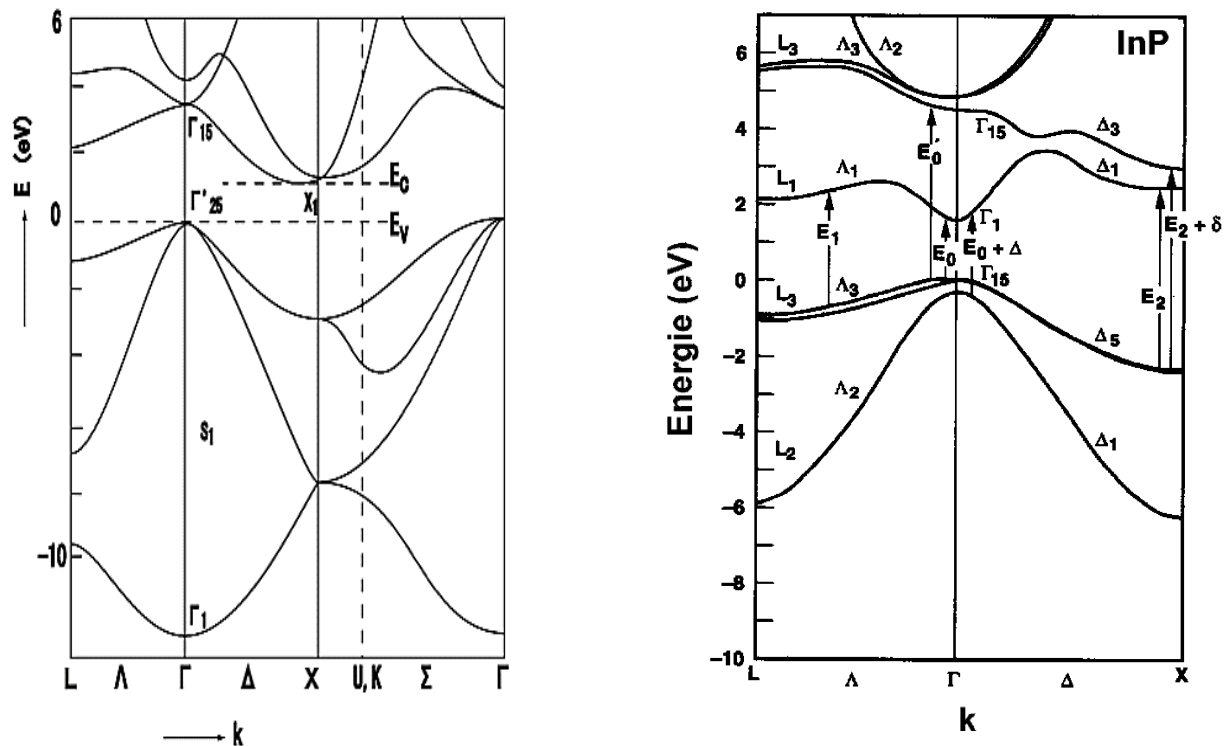 6
E (eV)
Γ15
Γ'25
X1
EC
EV
0
S1
-10
Γ1
L Λ Γ Δ X U,K Σ Γ
k
InP
Energie (eV)
6
4
2
0
-2
-4
-6
-8
-10
L3 Λ3 Λ2
Γ15 Δ3
E0'
L1 Λ1 Δ1
Γ1
E1 E0 E0 + Δ E2 + δ
Γ15
L3 Λ3 E2
Δ5
Λ2
L2 Δ1
L Λ Γ Δ X
k